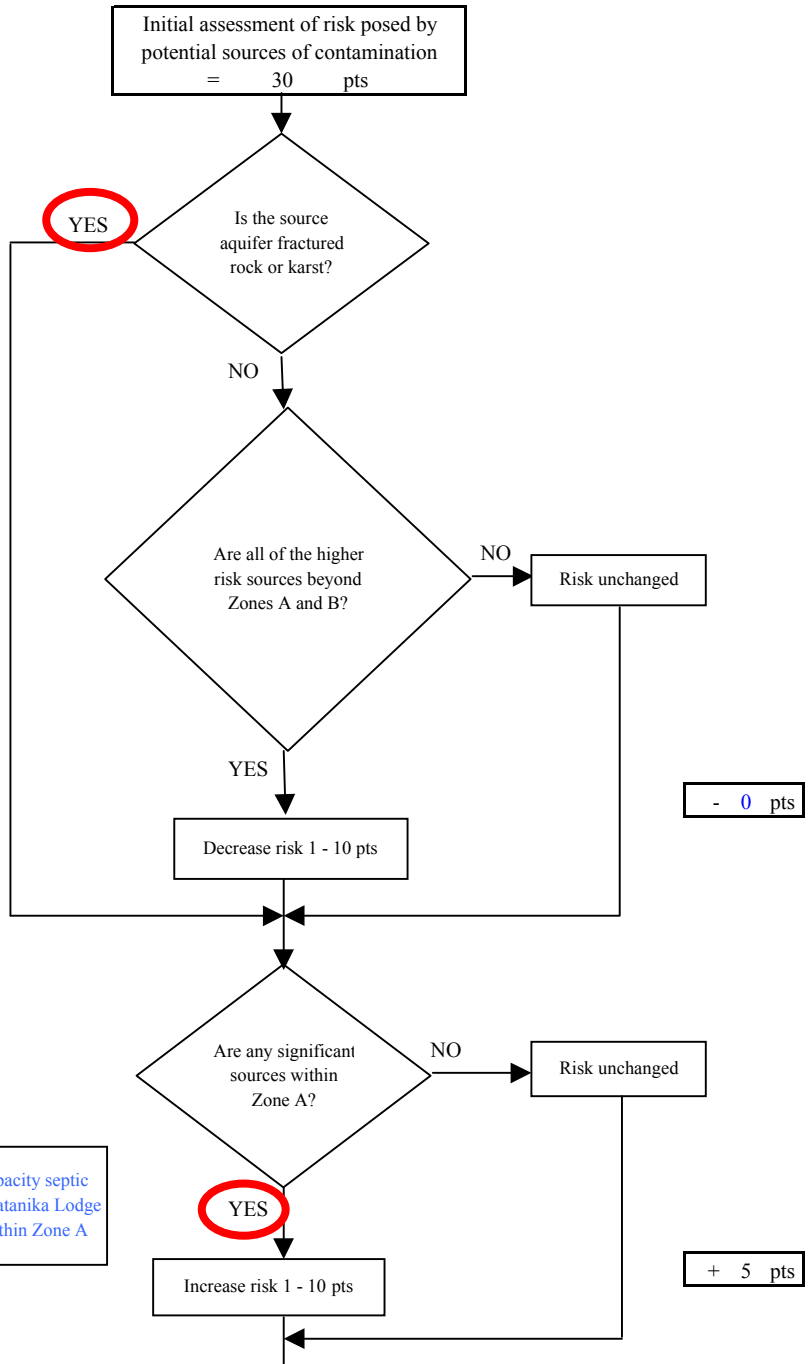 Initial assessment of risk posed by
potential sources of contamination
= 30 pts
YES
Is the source
aquifer fractured
rock or karst?
NO
Are all of the higher
risk sources beyond
Zones A and B?
NO
Risk unchanged
YES
- 0 pts
Decrease risk 1 - 10 pts
Are any significant
sources within
Zone A?
NO
Risk unchanged
pacity septic
atanika Lodge
thin Zone A
YES
+ 5 pts
Increase risk 1 - 10 pts